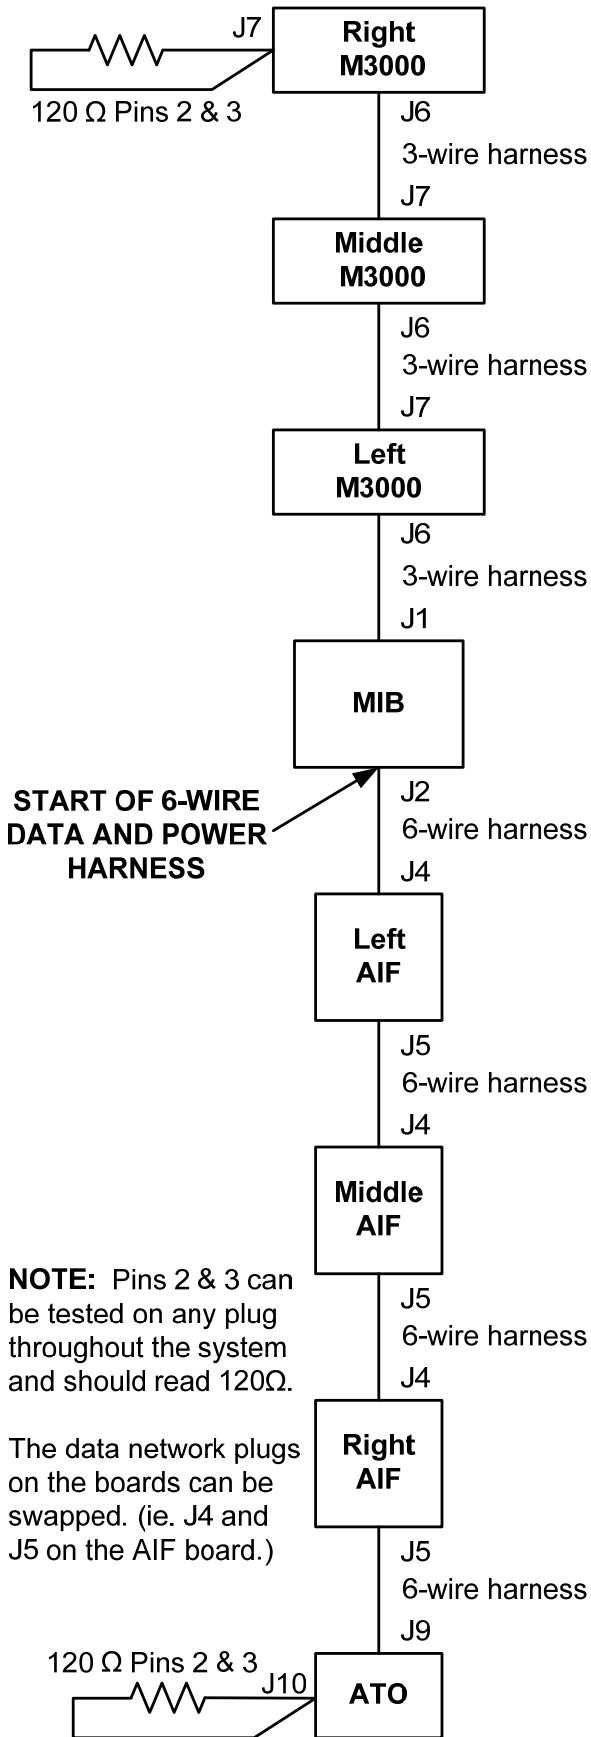 J7
Right
M3000
120 Ω Pins 2 & 3
J6
3-wire harness
J7
Middle
M3000
J6
3-wire harness
J7
Left
M3000
J6
3-wire harness
J1
MIB
START OF 6-WIRE
DATA AND POWER
HARNESS
J2
6-wire harness
J4
Left
AIF
J5
6-wire harness
J4
Middle
AIF
NOTE: Pins 2 & 3 can
be tested on any plug
throughout the system
and should read 120Ω.
J5
6-wire harness
J4
Right
AIF
The data network plugs
on the boards can be
swapped. (ie. J4 and
J5 on the AIF board.)
J5
6-wire harness
J9
120 Ω Pins 2 & 3
J10
ATO